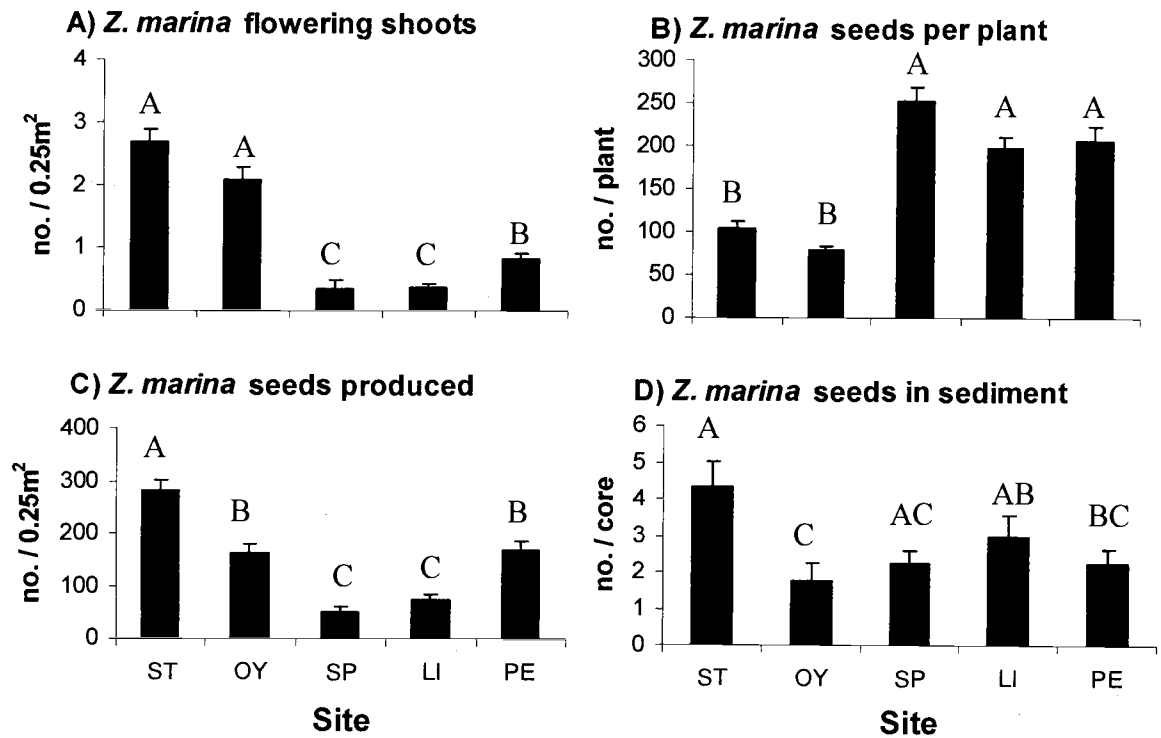 A) Z. marina flowering shoots
4
3
2
1
0
no. / 0.25m²
A
A
C
C
B
B) Z. marina seeds per plant
300
250
200
150
100
50
0
no. / plant
B
B
A
A
A
C) Z. marina seeds produced
400
300
200
100
0
no. / 0.25m²
A
B
C
C
B
ST OY SP LI PE
Site
D) Z. marina seeds in sediment
6
5
4
3
2
1
0
no. / core
A
C
AC
AB
BC
ST OY SP LI PE
Site